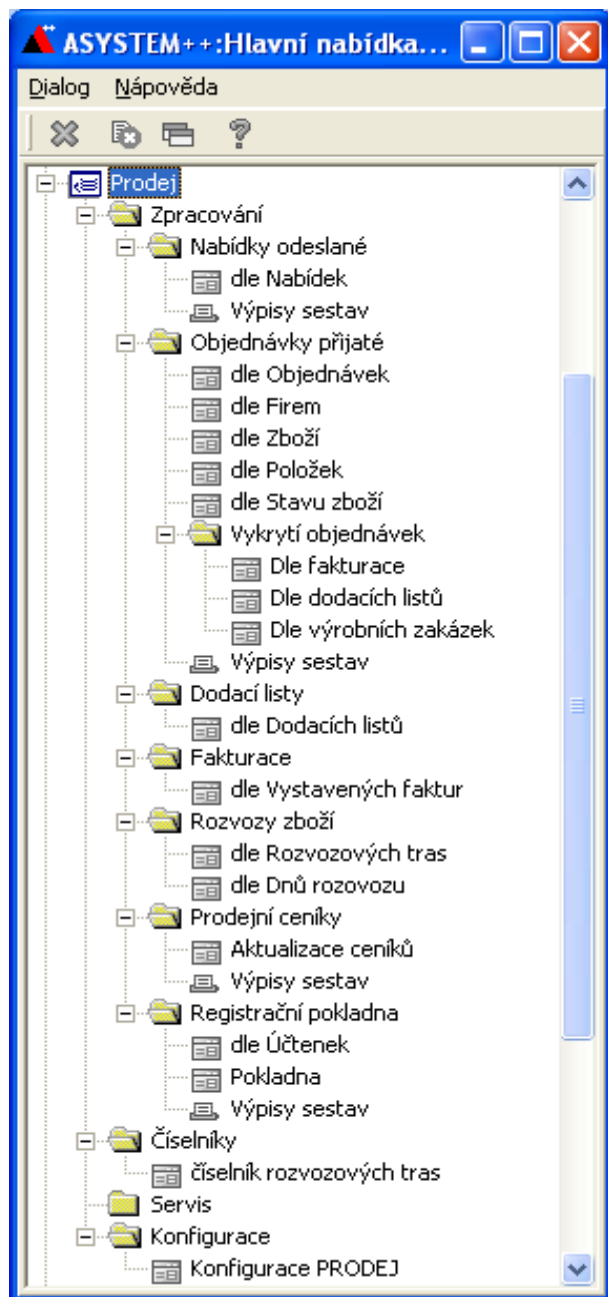 ASYSTEM++:Hlavní nabídka...
Dialog Nápověda
Prodej
Zpracování
Nabídky odeslané
dle Nabídek
Výpisy sestav
Objednávky přijaté
dle Objednávek
dle Firem
dle Zboží
dle Položek
dle Stavu zboží
Vykrytí objednávek
Dle fakturace
Dle dodacích listů
Dle výrobních zakázek
Výpisy sestav
Dodací listy
dle Dodacích listů
Fakturace
dle Vystavených faktur
Rozvozy zboží
dle Rozvozových tras
dle Dnů rozovozu
Prodejní ceníky
Aktualizace ceníků
Výpisy sestav
Registrační pokladna
dle Účtenek
Pokladna
Výpisy sestav
Číselníky
číselník rozvozových tras
Servis
Konfigurace
Konfigurace PRODEJ